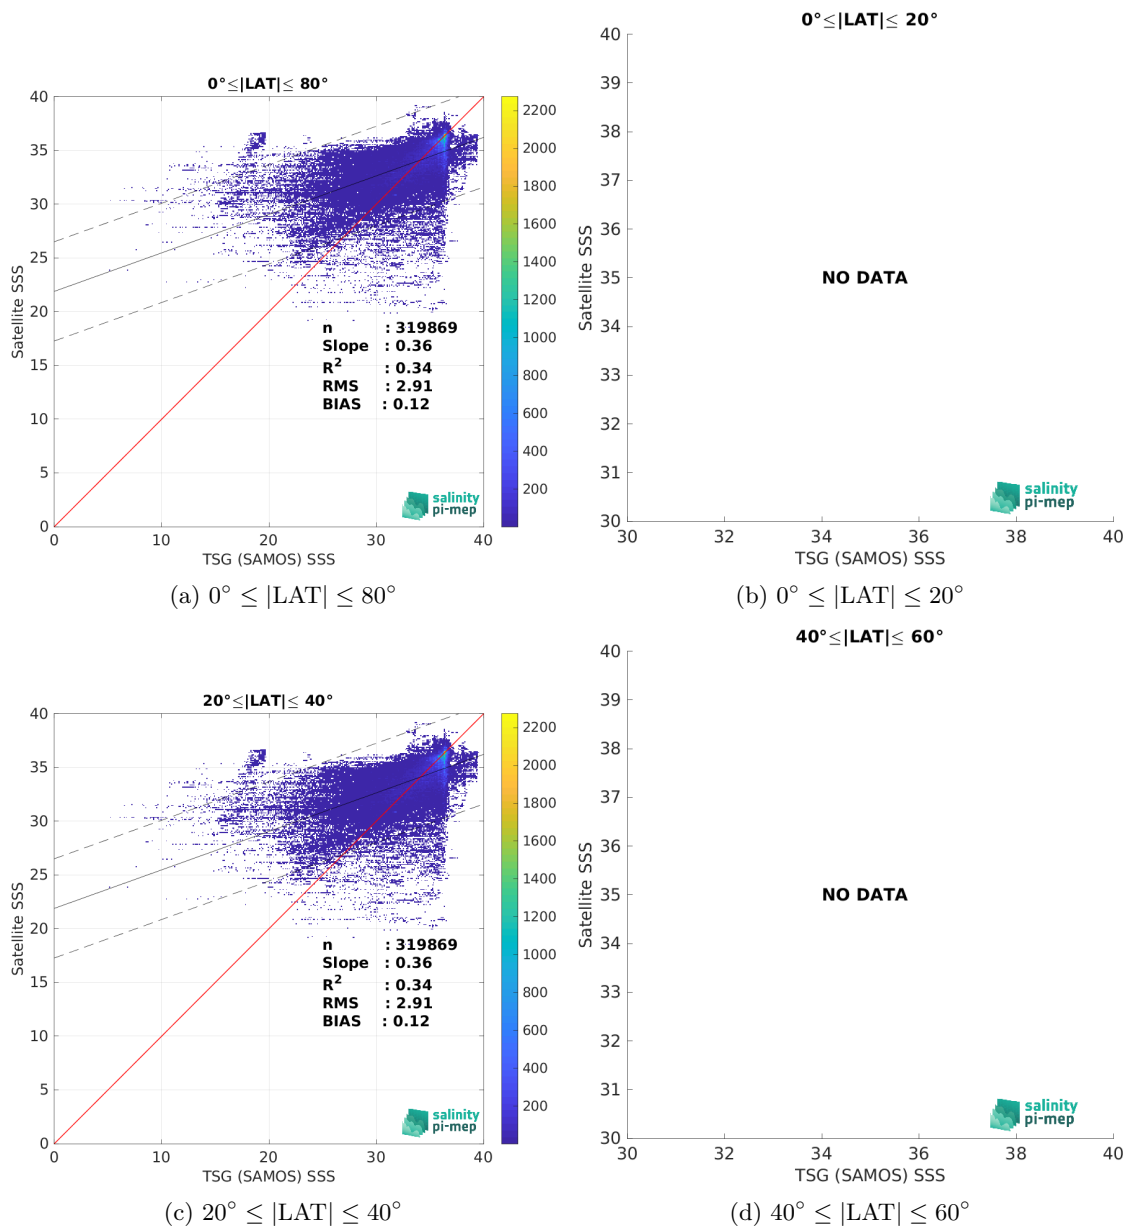 0°≤|LAT|≤ 80°
40
35
30
25
20
15
10
5
0
Satellite SSS
0
10
20
30
40
TSG (SAMOS) SSS
2200
2000
1800
1600
1400
1200
1000
800
600
400
200
n : 319869
Slope : 0.36
R² : 0.34
RMS : 2.91
BIAS : 0.12
salinity
pi-mep
(a) 0° ≤ |LAT| ≤ 80°
0°≤|LAT|≤ 20°
40
39
38
37
36
35
34
33
32
31
30
Satellite SSS
NO DATA
30
32
34
36
38
40
TSG (SAMOS) SSS
salinity
pi-mep
(b) 0° ≤ |LAT| ≤ 20°
20°≤|LAT|≤ 40°
40
35
30
25
20
15
10
5
0
Satellite SSS
0
10
20
30
40
TSG (SAMOS) SSS
2200
2000
1800
1600
1400
1200
1000
800
600
400
200
n : 319869
Slope : 0.36
R² : 0.34
RMS : 2.91
BIAS : 0.12
salinity
pi-mep
(c) 20° ≤ |LAT| ≤ 40°
40°≤|LAT|≤ 60°
40
39
38
37
36
35
34
33
32
31
30
Satellite SSS
NO DATA
30
32
34
36
38
40
TSG (SAMOS) SSS
salinity
pi-mep
(d) 40° ≤ |LAT| ≤ 60°